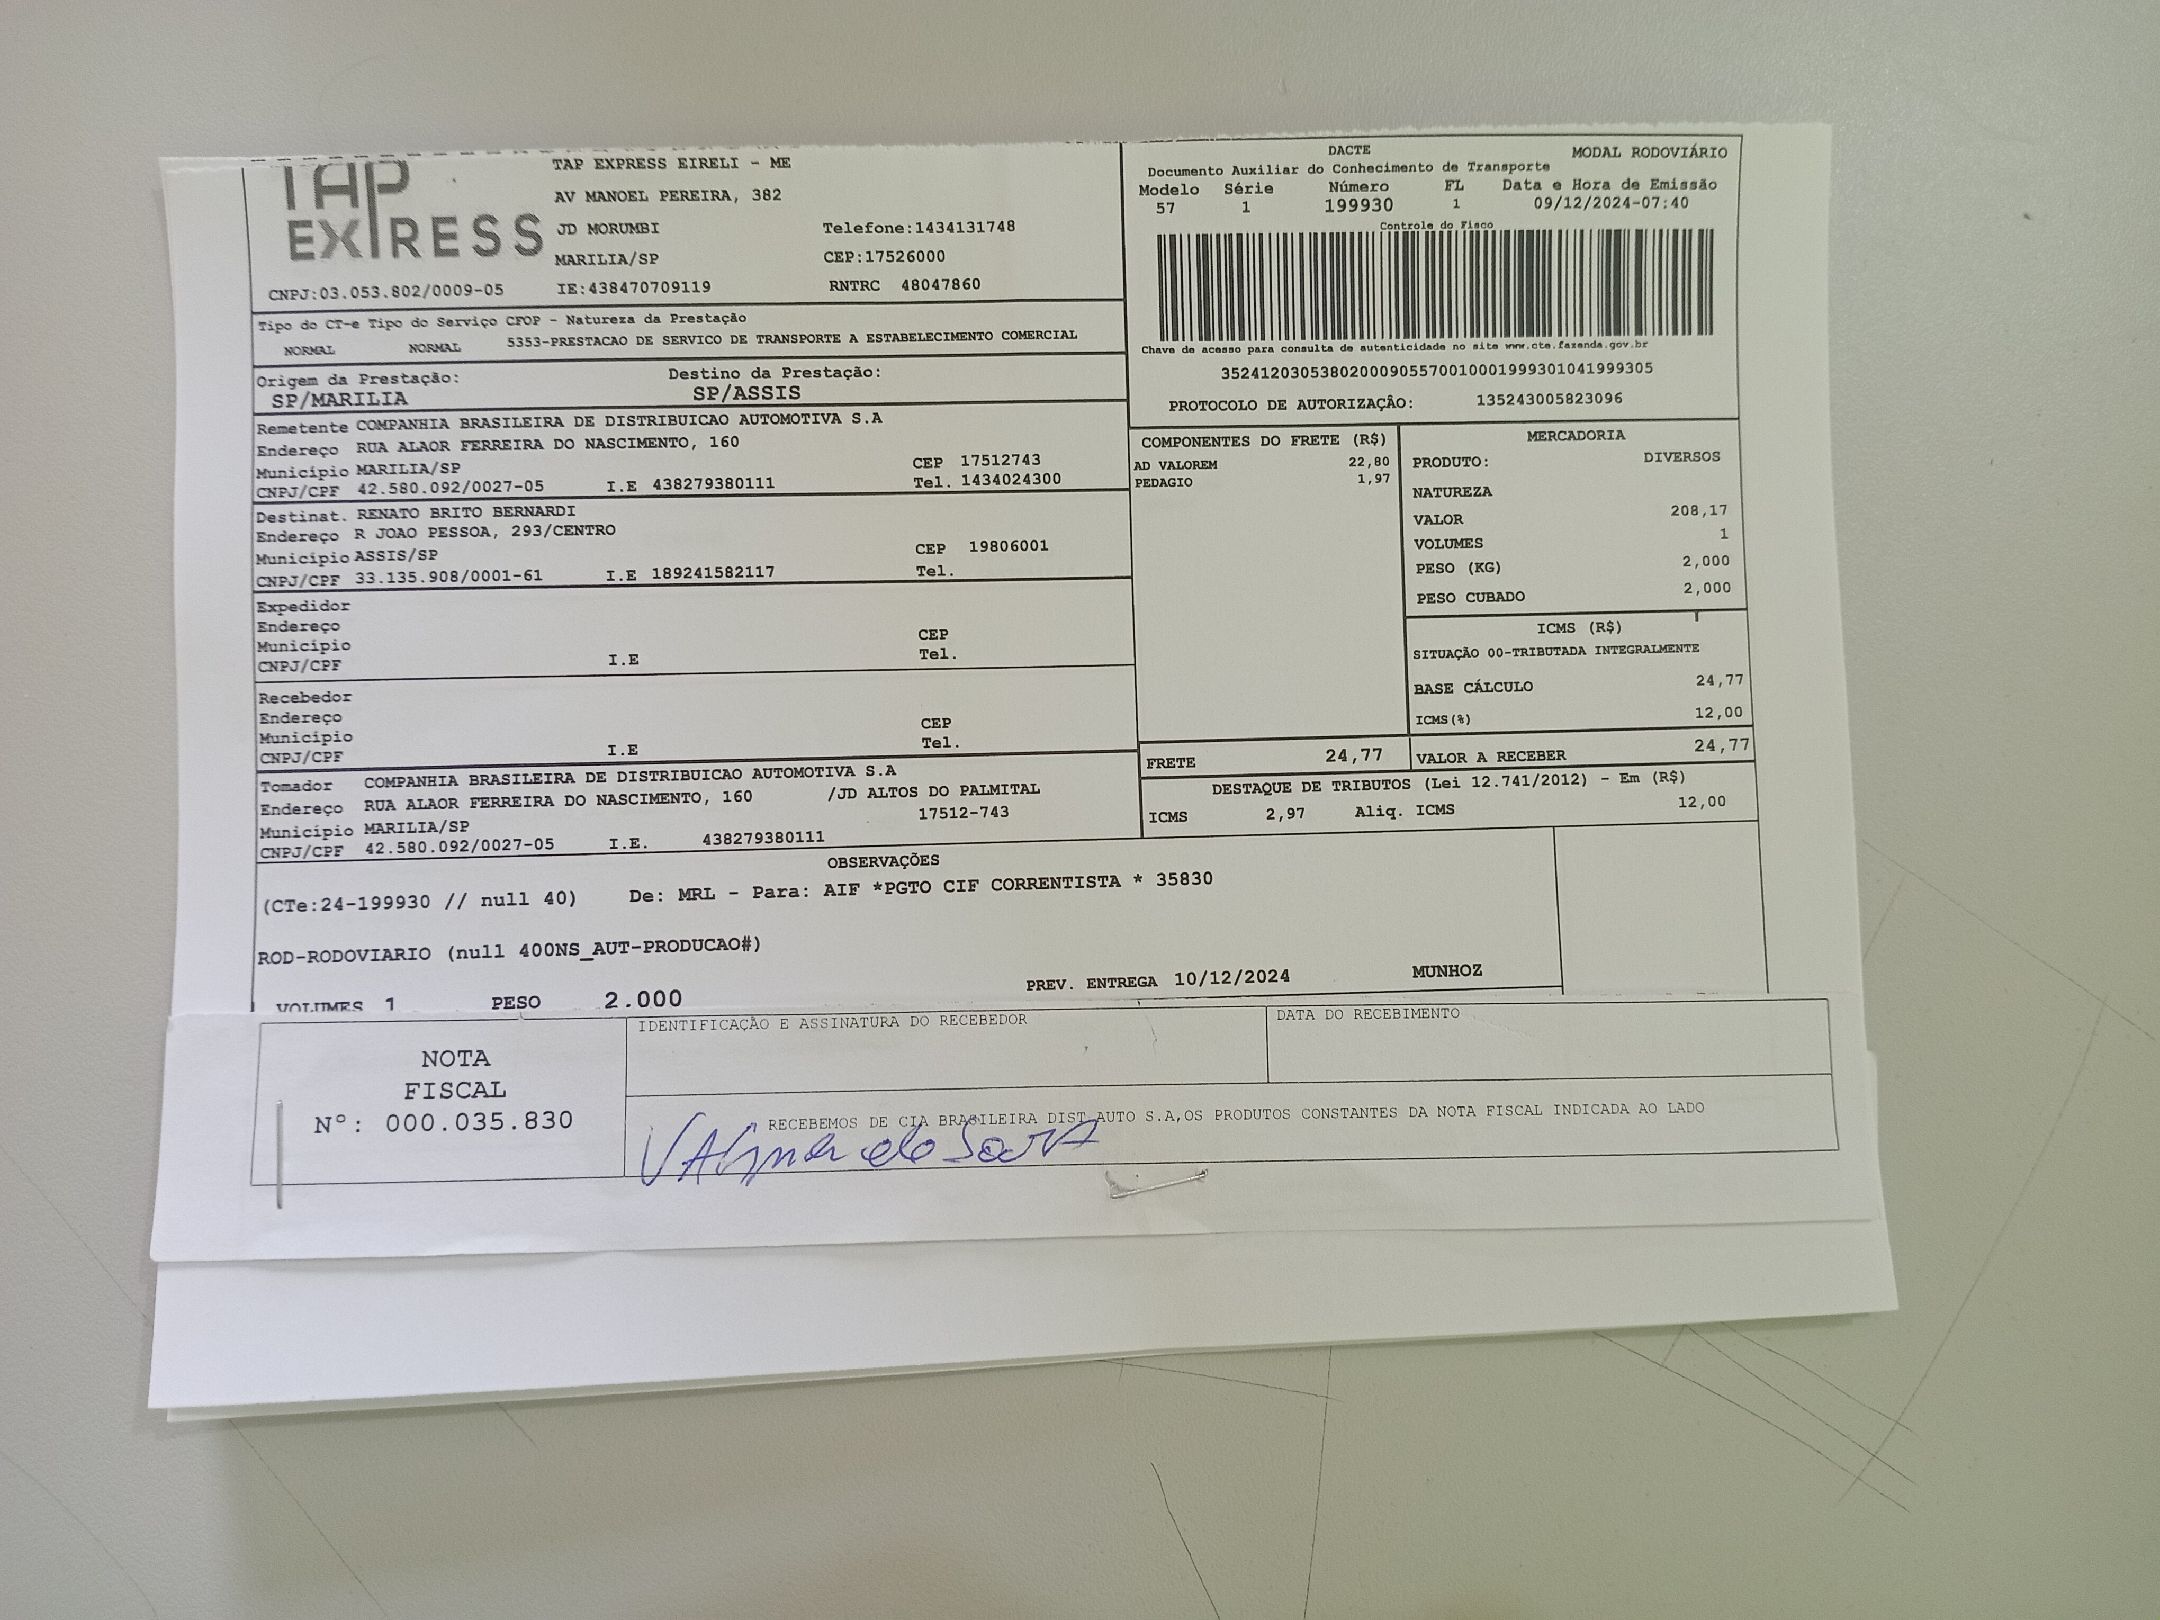 TAP
EXPRESS
TAP EXPRESS EIRELI - ME
AV MANOEL PEREIRA, 382
JD MORUMBI Telefone:1434131748
MARILIA/SP CEP:17526000
CNPJ:03.053.802/0009-05 IE:438470709119 RNTRC 48047860
DACTE MODAL RODOVIÁRIO
Documento Auxiliar do Conhecimento de Transporte
Modelo Série Número FL Data e Hora de Emissão
57 1 199930 1 09/12/2024-07:40
Controle do Fisco
Chave de acesso para consulta de autenticidade no site www.cte.fazenda.gov.br
35241203053802000905570010001999301041999305
PROTOCOLO DE AUTORIZAÇÂO: 135243005823096
Tipo do CT-e Tipo do Serviço CFOP - Natureza da Prestação
NORMAL NORMAL 5353-PRESTACAO DE SERVICO DE TRANSPORTE A ESTABELECIMENTO COMERCIAL
Origem da Prestação: Destino da Prestação:
SP/MARILIA SP/ASSIS
Remetente COMPANHIA BRASILEIRA DE DISTRIBUICAO AUTOMOTIVA S.A
Endereço RUA ALAOR FERREIRA DO NASCIMENTO, 160
Município MARILIA/SP CEP 17512743
CNPJ/CPF 42.580.092/0027-05 I.E 438279380111 Tel. 1434024300
Destinat. RENATO BRITO BERNARDI
Endereço R JOAO PESSOA, 293/CENTRO
Município ASSIS/SP CEP 19806001
CNPJ/CPF 33.135.908/0001-61 I.E 189241582117 Tel.
Expedidor
Endereço
Município CEP
CNPJ/CPF I.E Tel.
Recebedor
Endereço
Município CEP
CNPJ/CPF I.E Tel.
Tomador COMPANHIA BRASILEIRA DE DISTRIBUICAO AUTOMOTIVA S.A
Endereço RUA ALAOR FERREIRA DO NASCIMENTO, 160 /JD ALTOS DO PALMITAL
Município MARILIA/SP 17512-743
CNPJ/CPF 42.580.092/0027-05 I.E. 438279380111
COMPONENTES DO FRETE (R$)
AD VALOREM 22,80
PEDAGIO 1,97
MERCADORIA
PRODUTO: DIVERSOS
NATUREZA
VALOR 208,17
VOLUMES 1
PESO (KG) 2,000
PESO CUBADO 2,000
ICMS (R$)
SITUAÇÃO 00-TRIBUTADA INTEGRALMENTE
BASE CÁLCULO 24,77
ICMS(%) 12,00
FRETE 24,77 VALOR A RECEBER 24,77
DESTAQUE DE TRIBUTOS (Lei 12.741/2012) - Em (R$)
ICMS 2,97 Aliq. ICMS 12,00
OBSERVAÇÕES
(CTe:24-199930 // null 40) De: MRL - Para: AIF *PGTO CIF CORRENTISTA * 35830
ROD-RODOVIARIO (null 400NS_AUT-PRODUCAO#)
PREV. ENTREGA 10/12/2024 MUNHOZ
VOLUMES 1 PESO 2.000
IDENTIFICAÇÃO E ASSINATURA DO RECEBEDOR DATA DO RECEBIMENTO
NOTA
FISCAL
Nº: 000.035.830
RECEBEMOS DE CIA BRASILEIRA DIST AUTO S.A,OS PRODUTOS CONSTANTES DA NOTA FISCAL INDICADA AO LADO